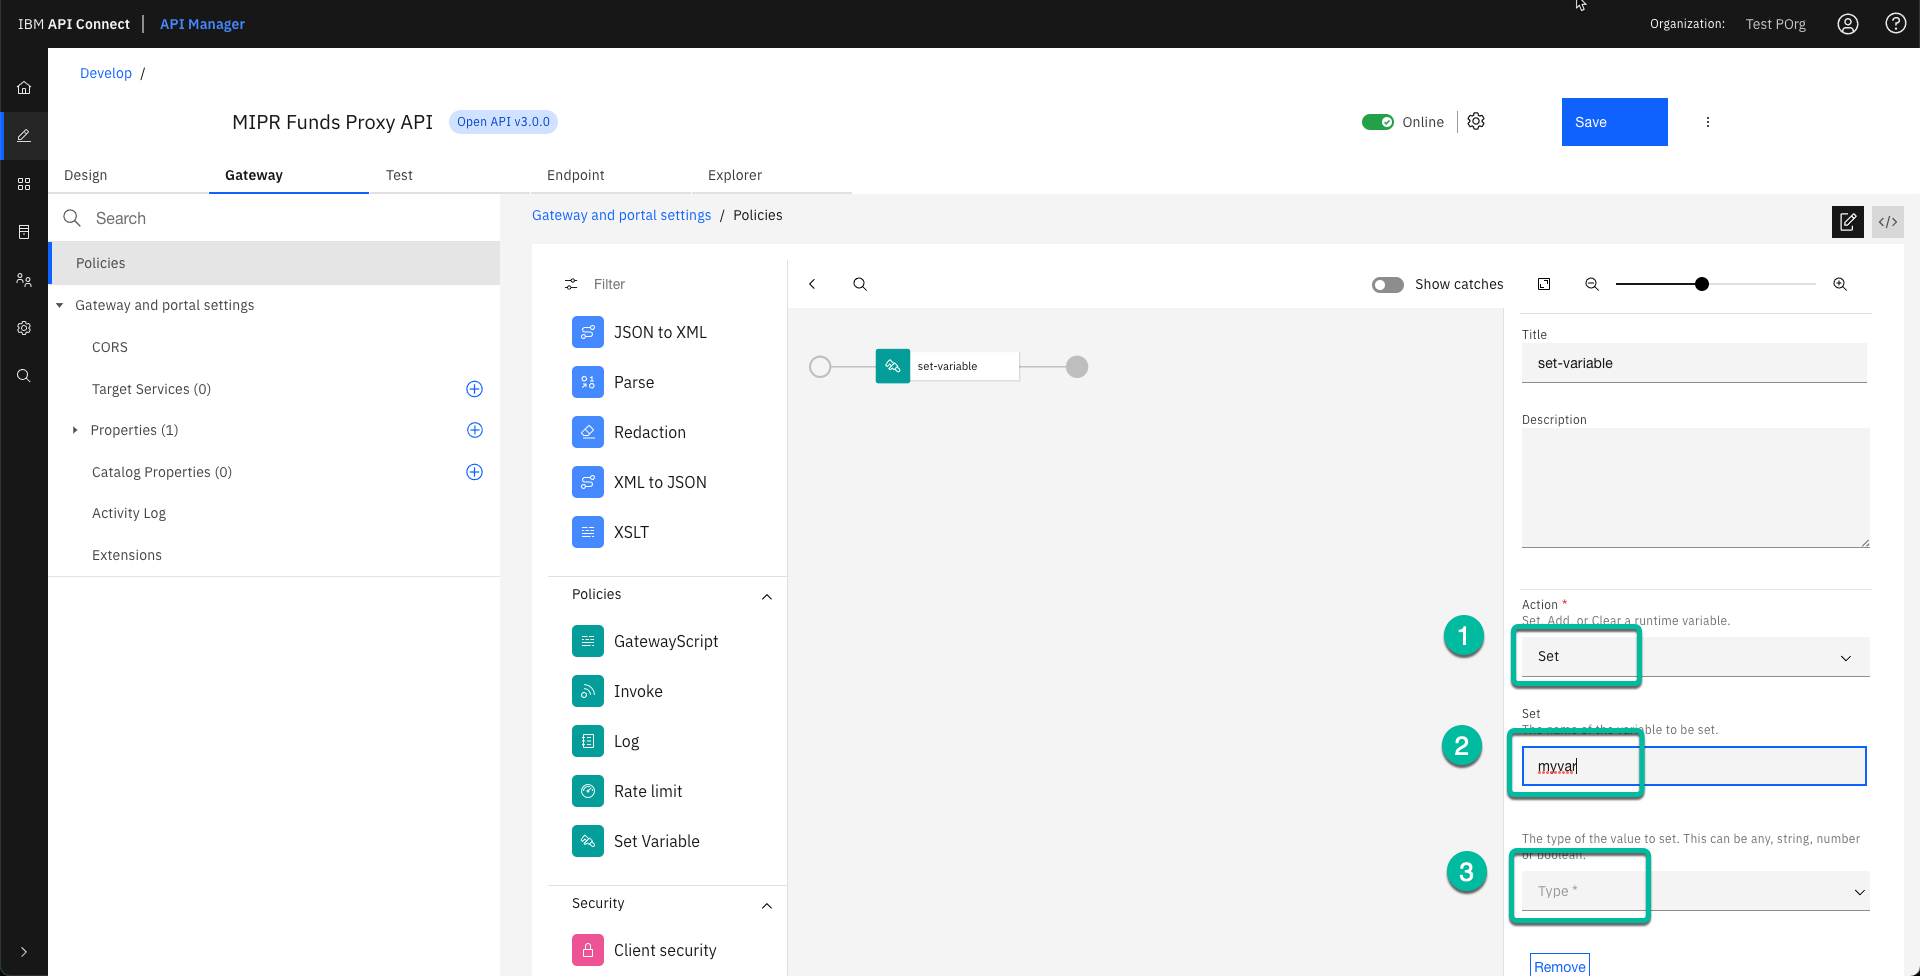 IBM API Connect | API Manager
Organization: Test POrg
Develop /
MIPR Funds Proxy API
Open API v3.0.0
Online
Save
Design
Gateway
Test
Endpoint
Explorer
Search
Policies
Gateway and portal settings
CORS
Target Services (0)
Properties (1)
Catalog Properties (0)
Activity Log
Extensions
Gateway and portal settings / Policies
</>
Filter
JSON to XML
Parse
Redaction
XML to JSON
XSLT
Policies
GatewayScript
Invoke
Log
Rate limit
Set Variable
Security
Client security
Show catches
set-variable
Title
set-variable
Description
Action *
Set, Add, or Clear a runtime variable.
1
Set
Set
The name of the variable to be set.
2
myvar
The type of the value to set. This can be any, string, number
or boolean.
3
Type *
Remove